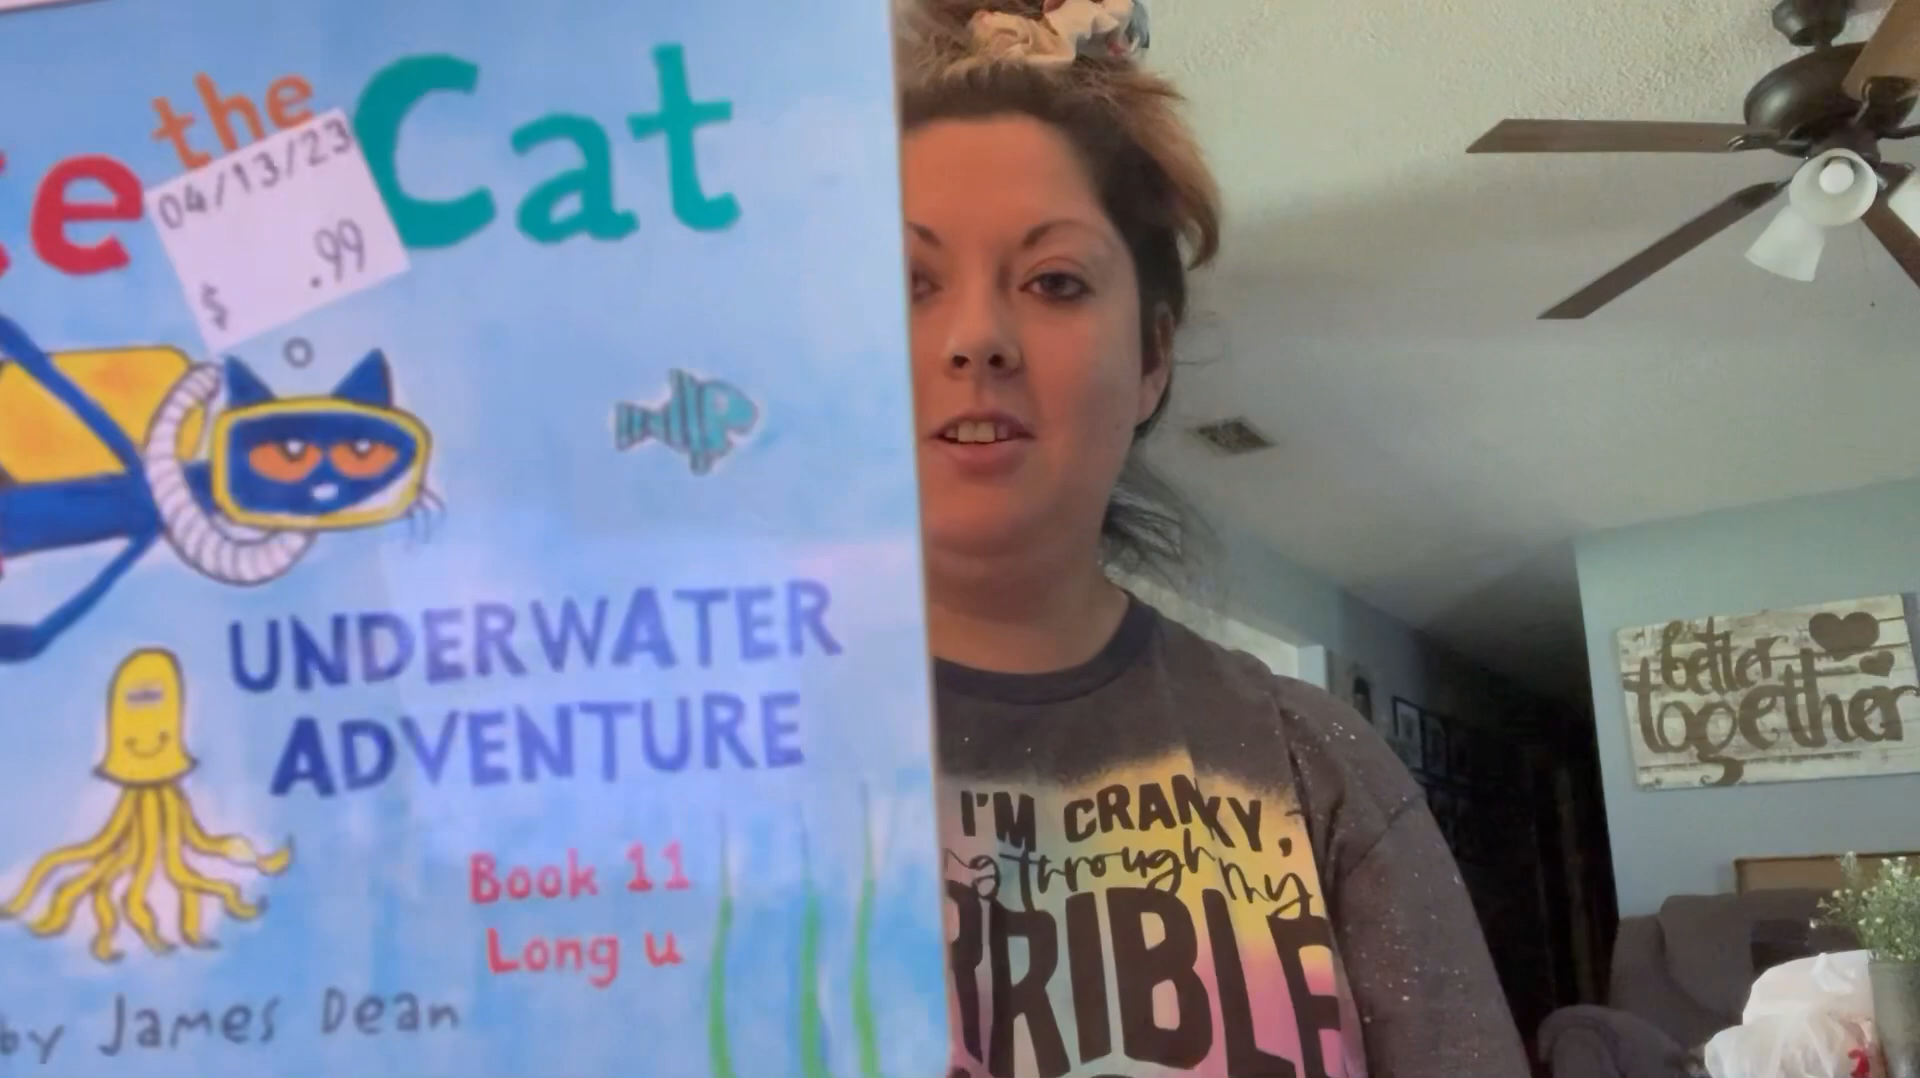 the
Cat
04/13/23
$ .99
UNDERWATER
ADVENTURE
Book 11
Long u
by James Dean
I'M CRANKY,
through my
better
together